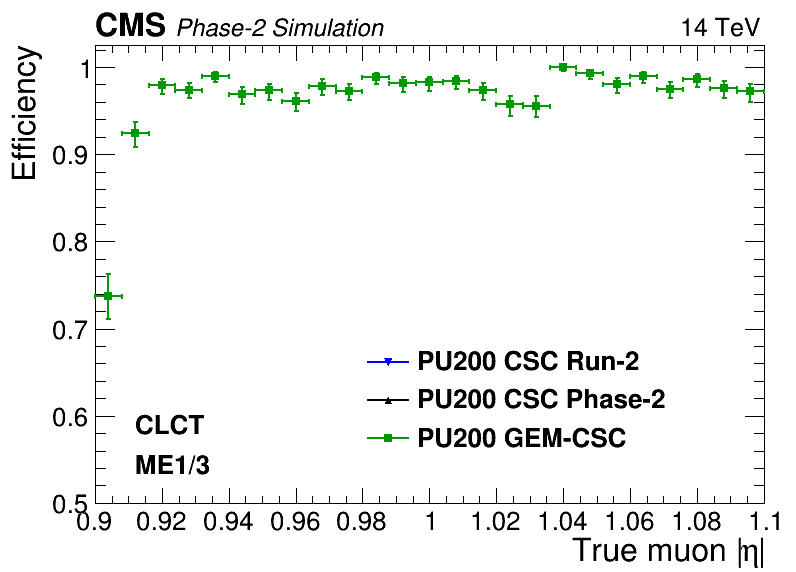 CMS Phase-2 Simulation 14 TeV
Efficiency
1
0.9
0.8
0.7
0.6
0.5
PU200 CSC Run-2
PU200 CSC Phase-2
PU200 GEM-CSC
CLCT
ME1/3
0.9 0.92 0.94 0.96 0.98 1 1.02 1.04 1.06 1.08 1.1
True muon |η|